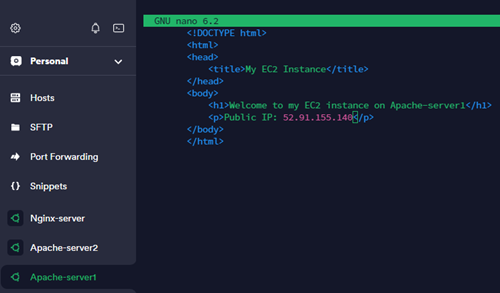 Personal
Hosts
SFTP
Port Forwarding
{} Snippets
Nginx-server
Apache-server2
Apache-server1
GNU nano 6.2
<!DOCTYPE html>
<html>
<head>
<title>My EC2 Instance</title>
</head>
<body>
<h1>Welcome to my EC2 instance on Apache-server1</h1>
<p>Public IP: 52.91.155.140</p>
</body>
</html>